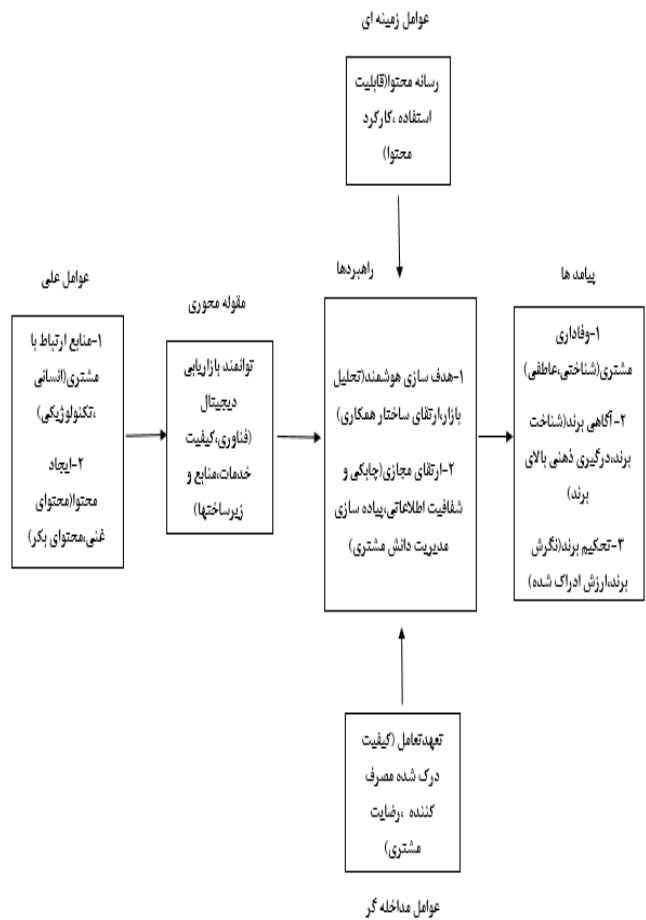 عوامل زمینه ای
رسانه محتوا(قابلیت
استفاده ،کارکرد
محتوا)
عوامل علی
۱-منابع ارتباط با
مشتری(انسانی
،تکنولوژیکی)
۲-ایجاد
محتوا(محتوای
غنی،محتوای بکر)
مقوله محوری
توانمند بازاریابی
دیجیتال
(فناوری،کیفیت
خدمات،منابع و
زیرساختها)
راهبردها
۱-هدف سازی هوشمند(تحلیل
بازار،ارتقای ساختار همکاری)
۲-ارتقای مجازی(چابکی و
شفافیت اطلاعاتی،پیاده سازی
مدیریت دانش مشتری)
پیامد ها
۱-وفاداری
مشتری(شناختی،عاطفی)
۲-آگاهی برند(شناخت
برند،درگیری ذهنی بالای
برند)
۳-تحکیم برند(نگرش
برند،ارزش ادراک شده)
تعهدتعامل (کیفیت
درک شده مصرف
کننده ،رضایت
مشتری)
عوامل مداخله گر